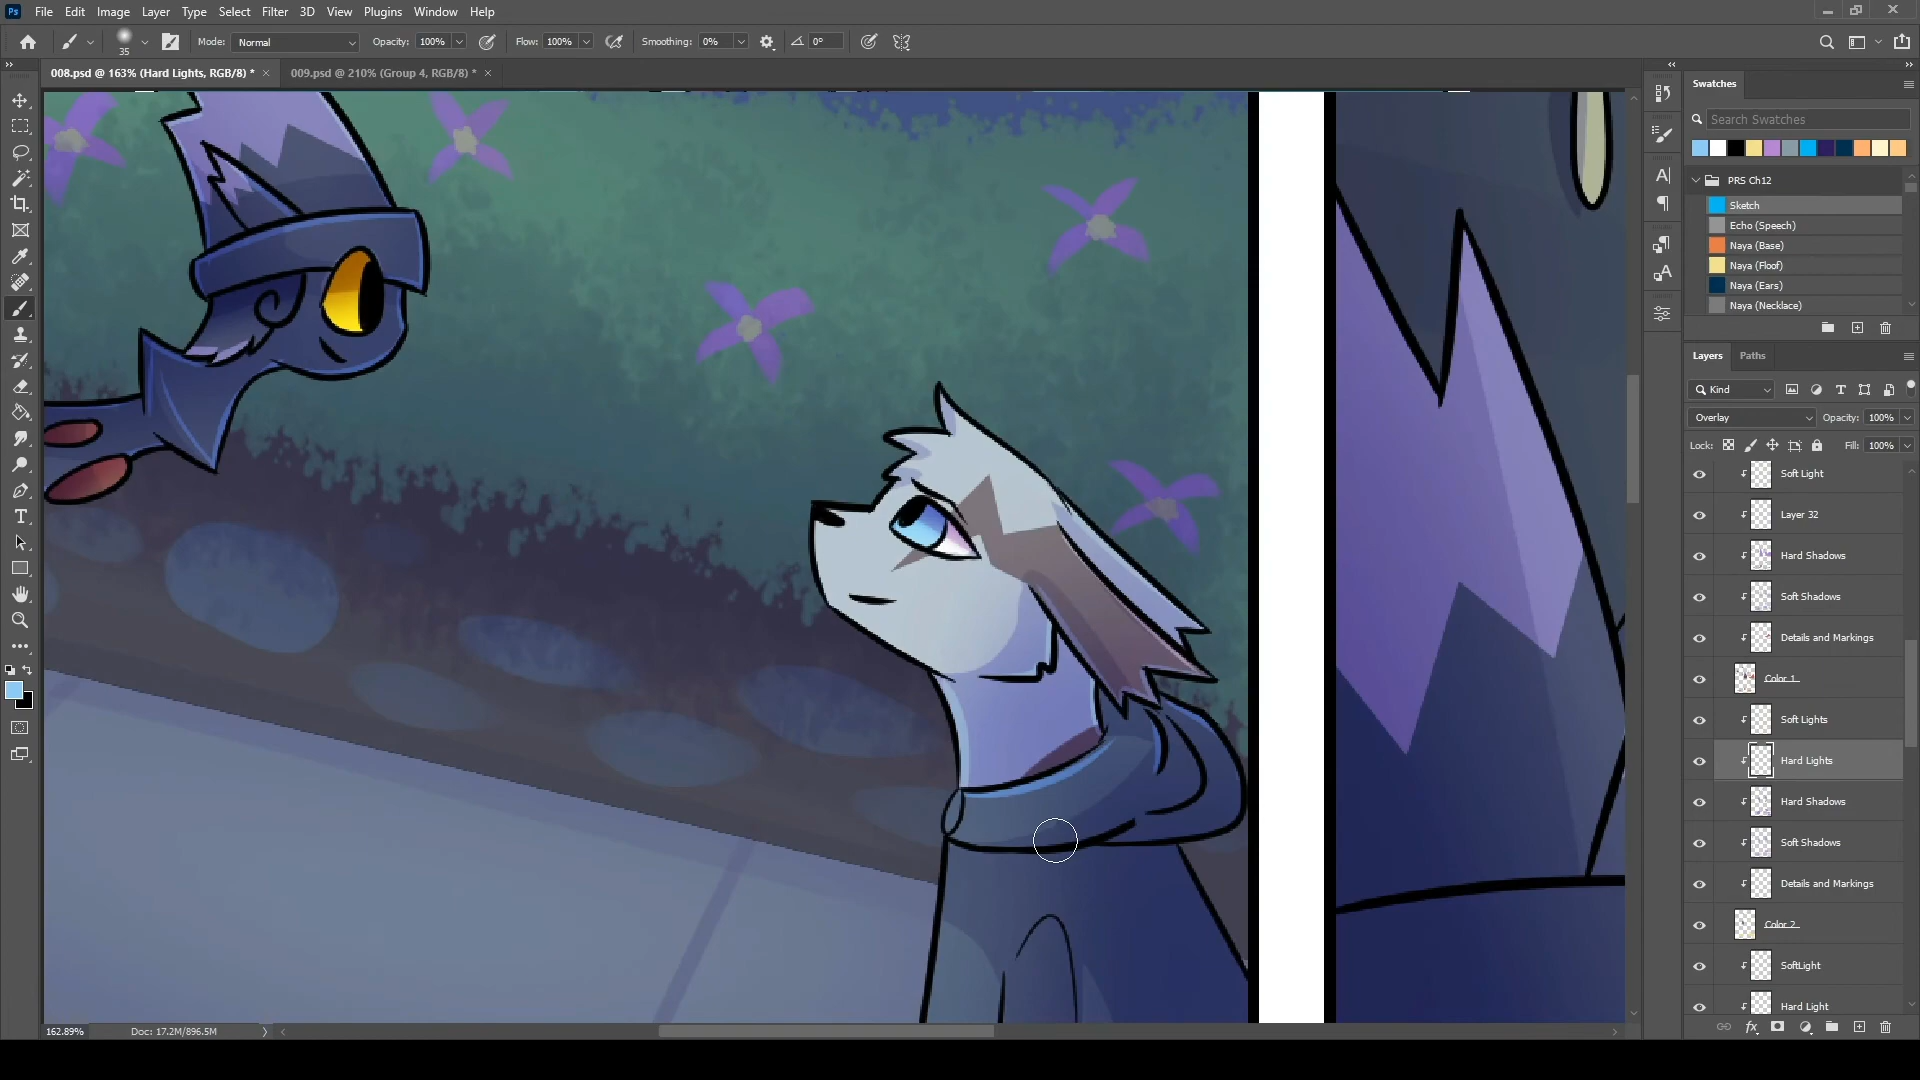 Ps File Edit Image Layer Type Select Filter 3D View Plugins Window Help
35 Mode: Normal Opacity: 100% Flow: 100% Smoothing: 0% 0°
008.psd @ 163% (Hard Lights, RGB/8) * × 009.psd @ 210% (Group 4, RGB/8) * ×
Swatches
Search Swatches
PRS Ch12
Sketch
Echo (Speech)
Naya (Base)
Naya (Floof)
Naya (Ears)
Naya (Necklace)
Layers Paths
Kind
Overlay Opacity: 100%
Lock: Fill: 100%
Soft Light
Layer 32
Hard Shadows
Soft Shadows
Details and Markings
Color 1
Soft Lights
Hard Lights
Hard Shadows
Soft Shadows
Details and Markings
Color 2
SoftLight
Hard Light
162.89% Doc: 17.2M/896.5M